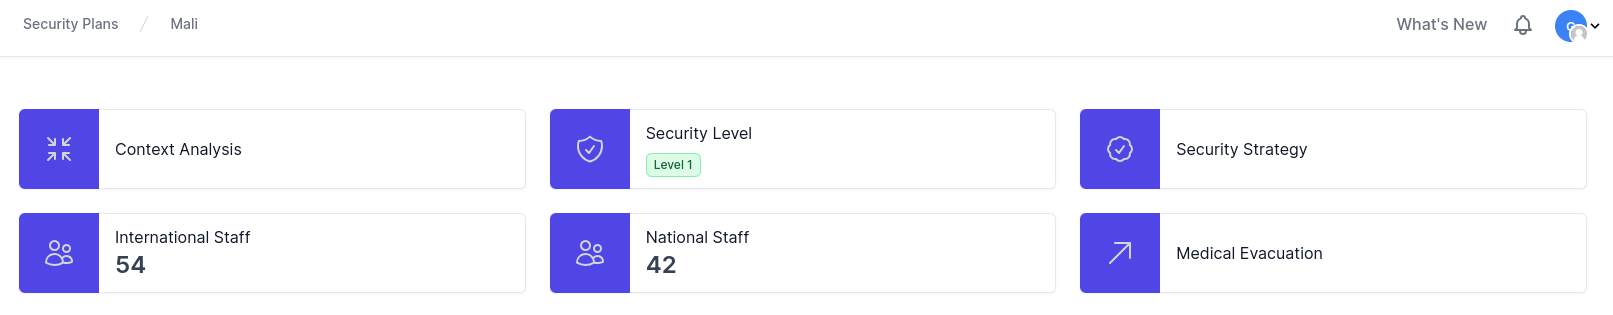 Security Plans / Mali
What's New
Context Analysis
Security Level
Level 1
Security Strategy
International Staff
54
National Staff
42
Medical Evacuation